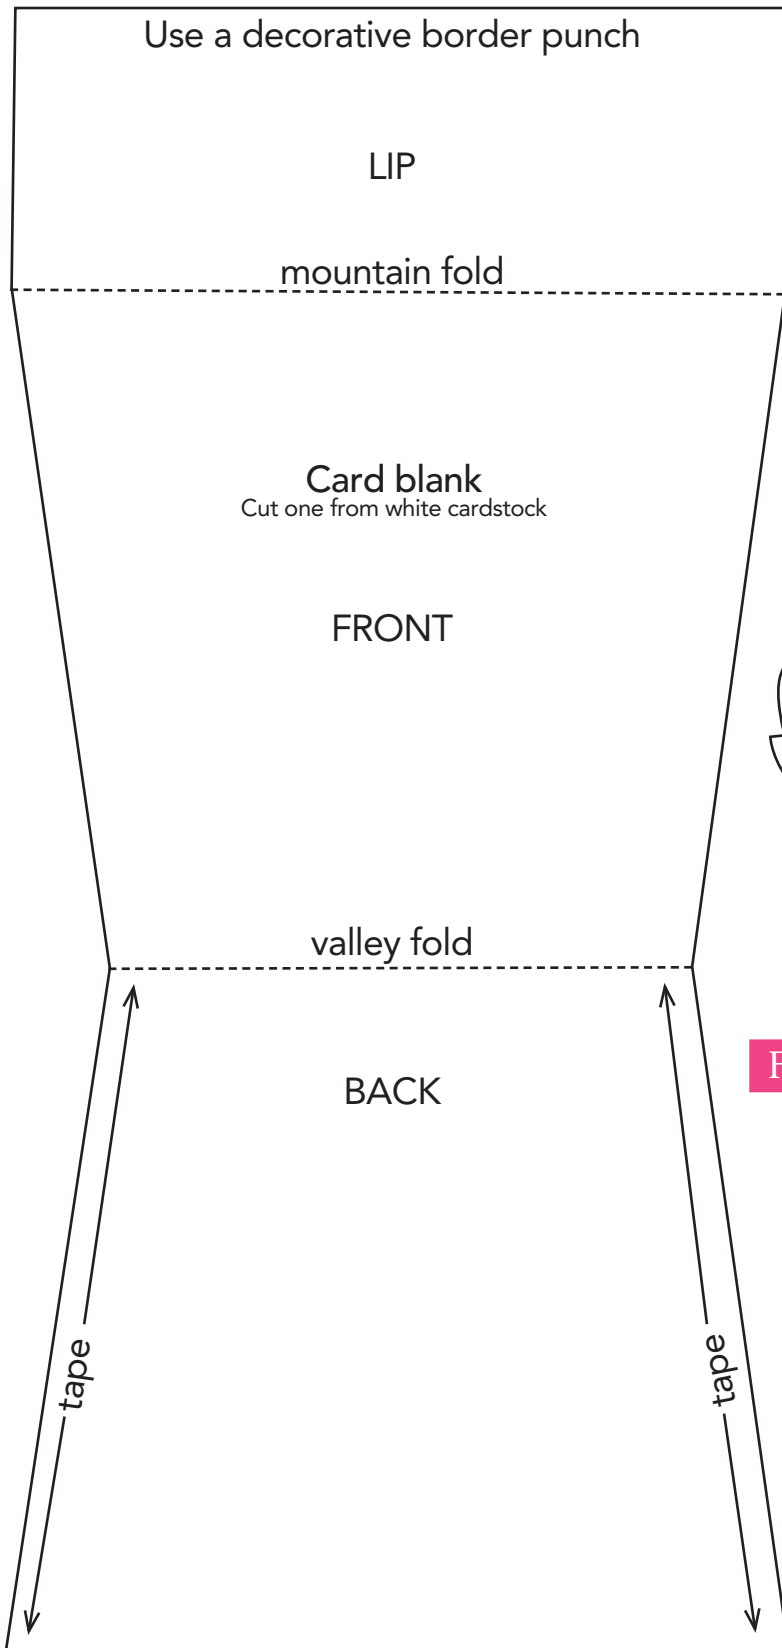 Use a decorative border punch
LIP
mountain fold
Card blank
Cut one from white cardstock
FRONT
valley fold
BACK
tape
tape